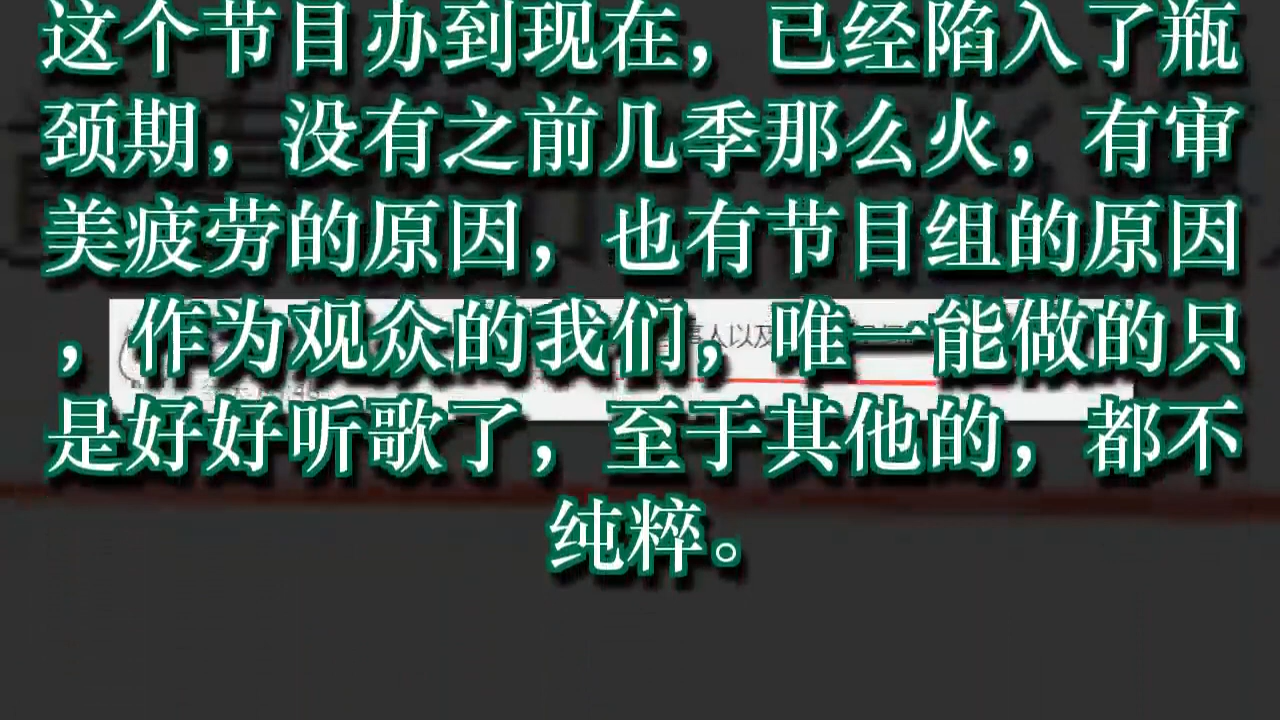 这个节目办到现在，已经陷入了瓶
颈期，没有之前几季那么火，有审
美疲劳的原因，也有节目组的原因
，作为观众的我们，唯一能做的只
是好好听歌了，至于其他的，都不
纯粹。
人以及